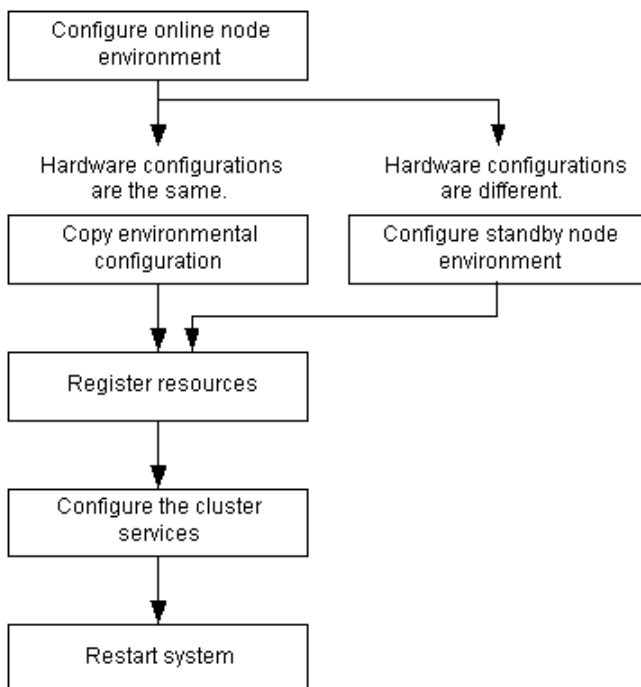 Configure online node
environment
Hardware configurations
are the same.
Hardware configurations
are different.
Copy environmental
configuration
Configure standby node
environment
Register resources
Configure the cluster
services
Restart system